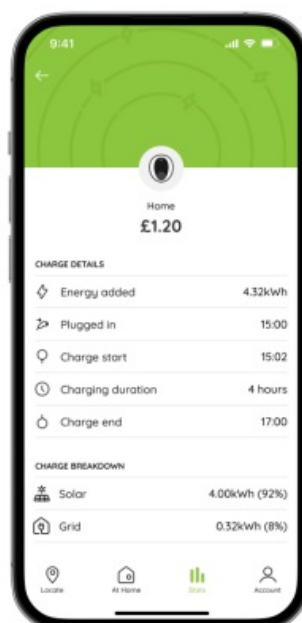 9:41
Home
£1.20
CHARGE DETAILS
Energy added 4.32kWh
Plugged in 15:00
Charge start 15:02
Charging duration 4 hours
Charge end 17:00
CHARGE BREAKDOWN
Solar 4.00kWh (92%)
Grid 0.32kWh (8%)
Locate At Home Stats Account